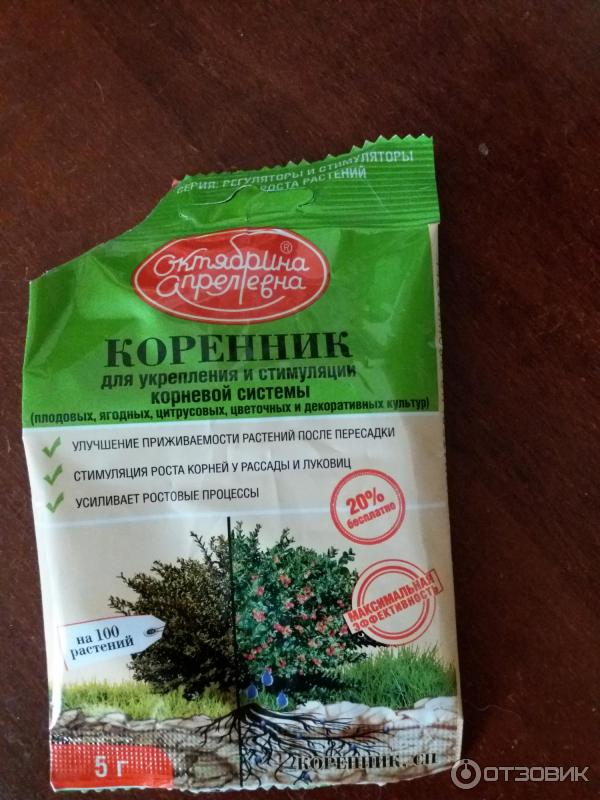 СЕРИЯ: РЕГУЛЯТОРЫ И СТИМУЛЯТОРЫ
РОСТА РАСТЕНИЙ
Октябрина ®
Апрелевна
КОРЕННИК
для укрепления и стимуляции
корневой системы
(плодовых, ягодных, цитрусовых, цветочных и декоративных культур)
УЛУЧШЕНИЕ ПРИЖИВАЕМОСТИ РАСТЕНИЙ ПОСЛЕ ПЕРЕСАДКИ
СТИМУЛЯЦИЯ РОСТА КОРНЕЙ У РАССАДЫ И ЛУКОВИЦ
УСИЛИВАЕТ РОСТОВЫЕ ПРОЦЕССЫ
20%
бесплатно
МАКСИМАЛЬНАЯ
ЭФФЕКТИВНОСТЬ
на 100
растений
5 г
КОРЕННИК, СП
ОТЗОВИК